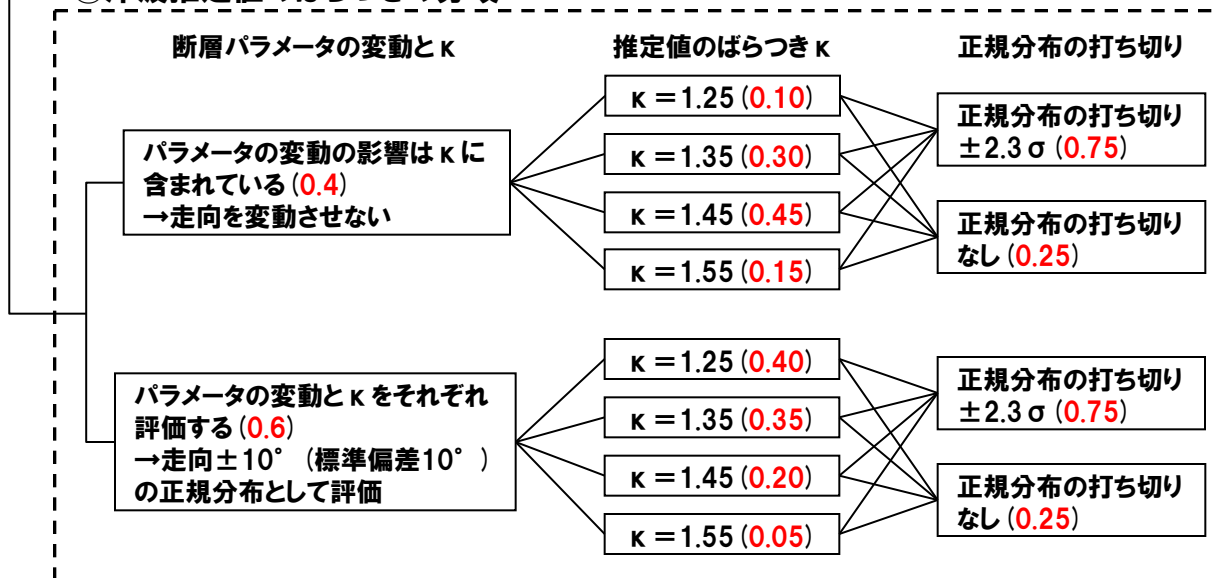 断層パラメータの変動とκ
推定値のばらつきκ
正規分布の打ち切り
パラメータの変動の影響はκに
含まれている(0.4)
→走向を変動させない
κ=1.25(0.10)
κ=1.35(0.30)
κ=1.45(0.45)
κ=1.55(0.15)
正規分布の打ち切り
±2.3σ(0.75)
正規分布の打ち切り
なし(0.25)
パラメータの変動とκをそれぞれ
評価する(0.6)
→走向±10°(標準偏差10°)
の正規分布として評価
κ=1.25(0.40)
κ=1.35(0.35)
κ=1.45(0.20)
κ=1.55(0.05)
正規分布の打ち切り
±2.3σ(0.75)
正規分布の打ち切り
なし(0.25)